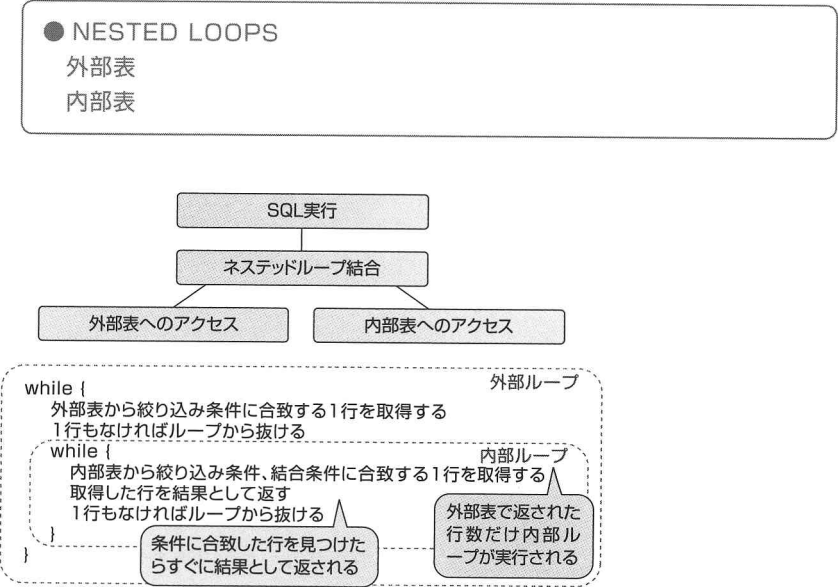 ● NESTED LOOPS
外部表
内部表
SQL実行
ネステッドループ結合
外部表へのアクセス
内部表へのアクセス
外部ループ
while {
外部表から絞り込み条件に合致する1行を取得する
1行もなければループから抜ける
内部ループ
while {
内部表から絞り込み条件、結合条件に合致する1行を取得する
取得した行を結果として返す
1行もなければループから抜ける
}
}
条件に合致した行を見つけた
らすぐに結果として返される
外部表で返された
行数だけ内部ル
ープが実行される